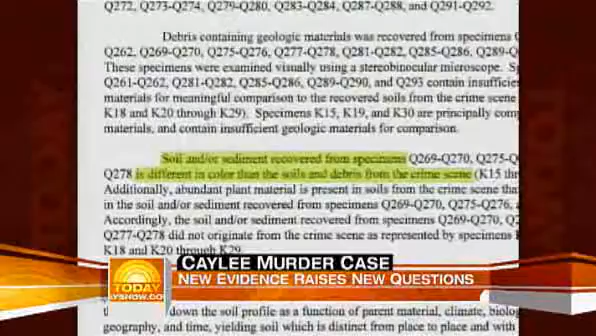 Q272, Q273-Q274, Q279-Q280, Q283-Q284, Q287-Q288, and Q291-Q292.
Debris containing geologic materials was recovered from specimens
Q262, Q269-Q270, Q275-Q276, Q277-Q278, Q281-Q282, Q285-Q286, Q289-Q
These specimens were examined visually using a stereobinocular microscope. S
Q261-Q262, Q281-Q282, Q285-Q286, Q289-Q290, and Q293 contain insufficie
materials for meaningful comparison to the recovered soils from the crime scene
K18 and K20 through K29). Specimens K15, K19, and K30 are principally comp
materials, and contain insufficient geologic materials for comparison.
Soil and/or sediment recovered from specimens Q269-Q270, Q275-Q
Q278 is different in color than the soils and debris from the crime scene (K15 thr
Additionally, abundant plant material is present in soils from the crime scene tha
in the soil and/or sediment recovered specimens Q269-Q270, Q275-Q276, a
Accordingly, the soil and/or sediment recovered from specimens Q269-Q270, Q2
Q277-Q278 did not originate from the crime scene as represented by specimens
K18 and K20 through K29.
CAYLEE MURDER CASE
NEW EVIDENCE RAISES NEW QUESTIONS
TODAY
YSHOW.CO
down the soil profile as a function of parent material, climate, biolog
geography, and time, yielding soil which is distinct from place to place and with